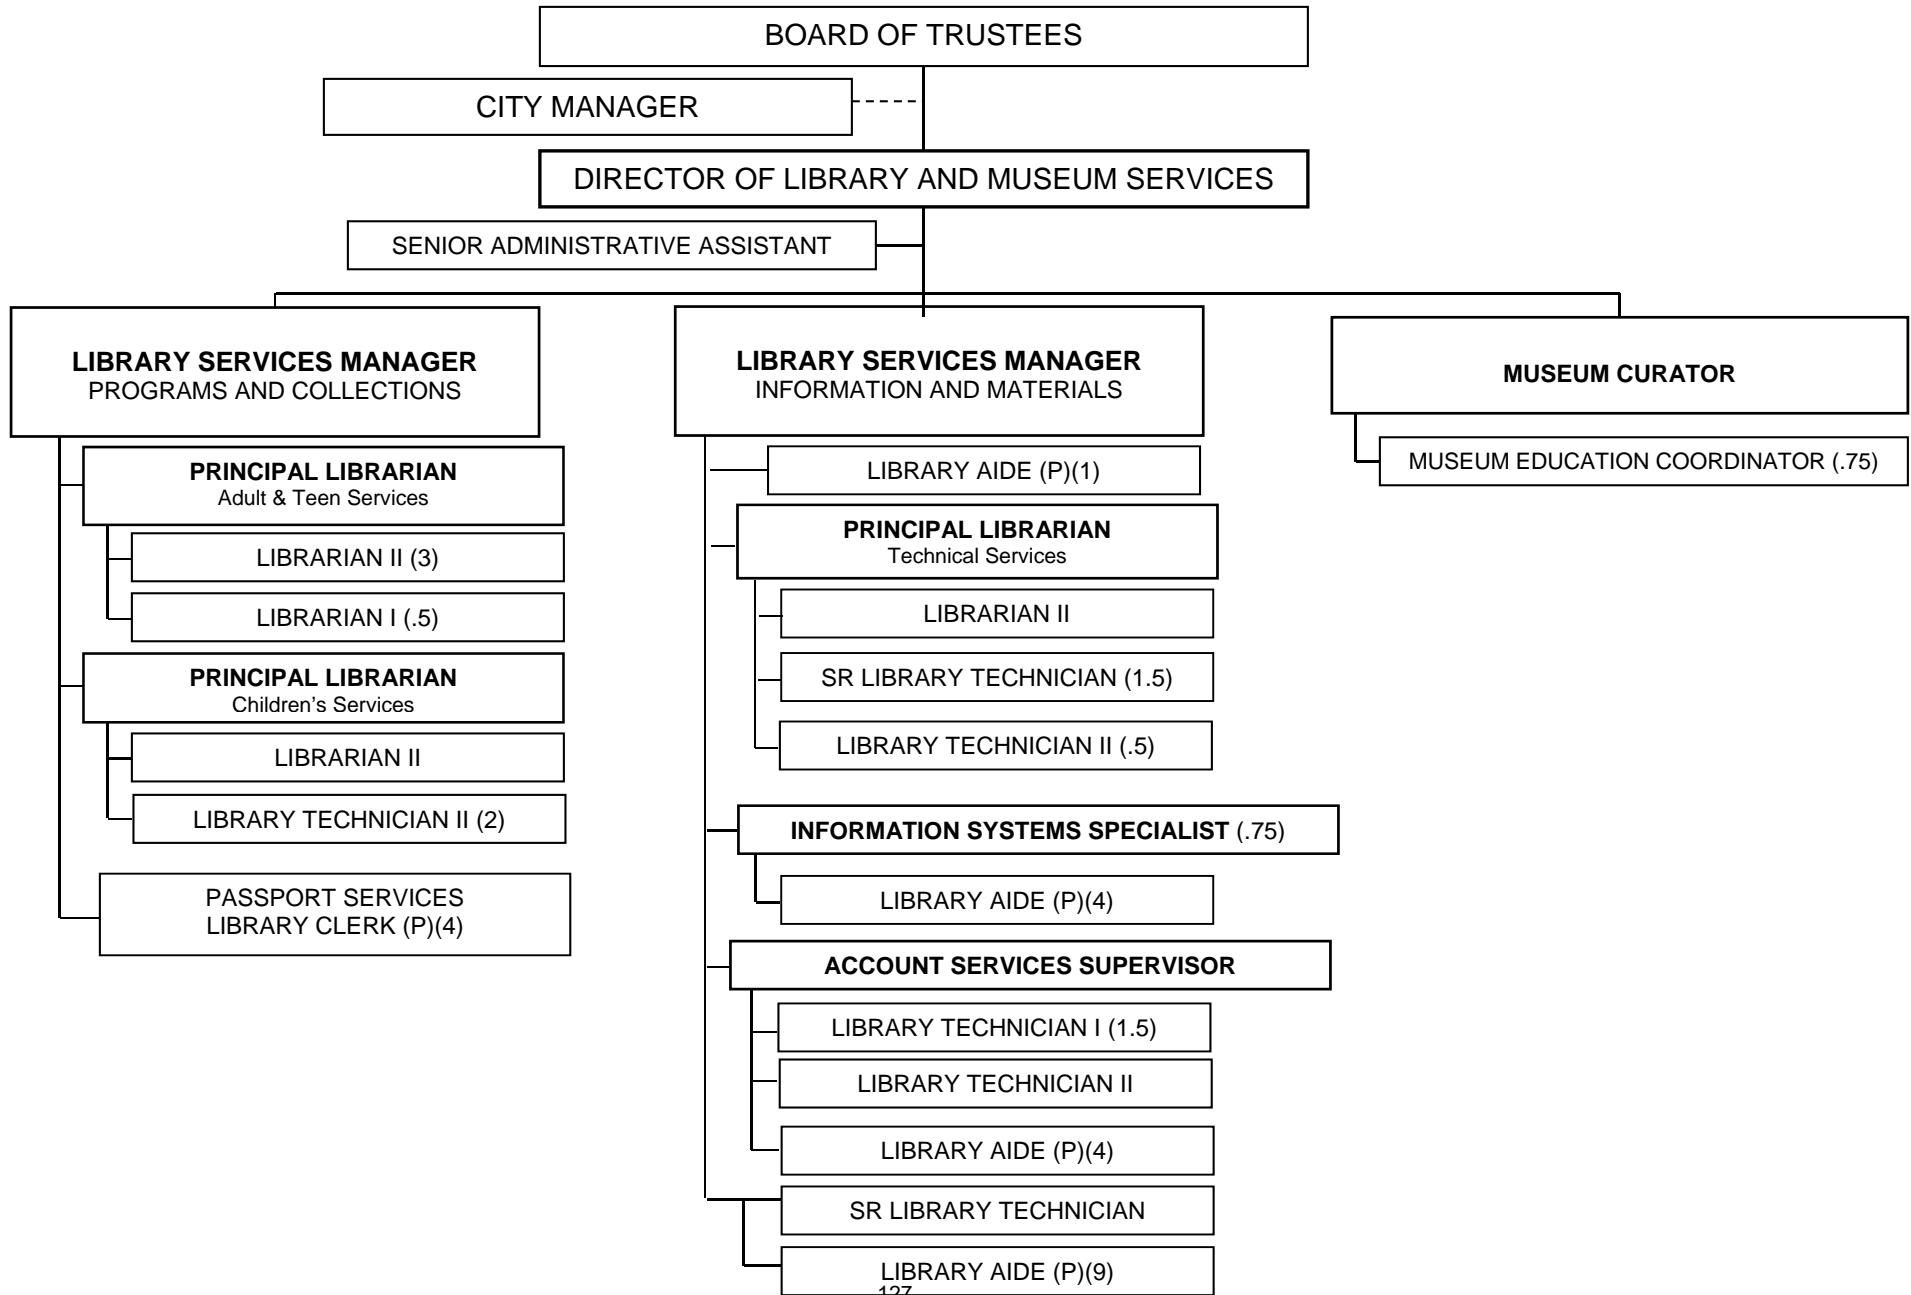 BOARD OF TRUSTEES
CITY MANAGER
DIRECTOR OF LIBRARY AND MUSEUM SERVICES
SENIOR ADMINISTRATIVE ASSISTANT
LIBRARY SERVICES MANAGER
PROGRAMS AND COLLECTIONS
PRINCIPAL LIBRARIAN
Adult & Teen Services
LIBRARIAN II (3)
LIBRARIAN I (.5)
PRINCIPAL LIBRARIAN
Children's Services
LIBRARIAN II
LIBRARY TECHNICIAN II (2)
PASSPORT SERVICES
LIBRARY CLERK (P)(4)
LIBRARY SERVICES MANAGER
INFORMATION AND MATERIALS
LIBRARY AIDE (P)(1)
PRINCIPAL LIBRARIAN
Technical Services
LIBRARIAN II
SR LIBRARY TECHNICIAN (1.5)
LIBRARY TECHNICIAN II (.5)
INFORMATION SYSTEMS SPECIALIST (.75)
LIBRARY AIDE (P)(4)
ACCOUNT SERVICES SUPERVISOR
LIBRARY TECHNICIAN I (1.5)
LIBRARY TECHNICIAN II
LIBRARY AIDE (P)(4)
SR LIBRARY TECHNICIAN
LIBRARY AIDE (P)(9)
MUSEUM CURATOR
MUSEUM EDUCATION COORDINATOR (.75)
127